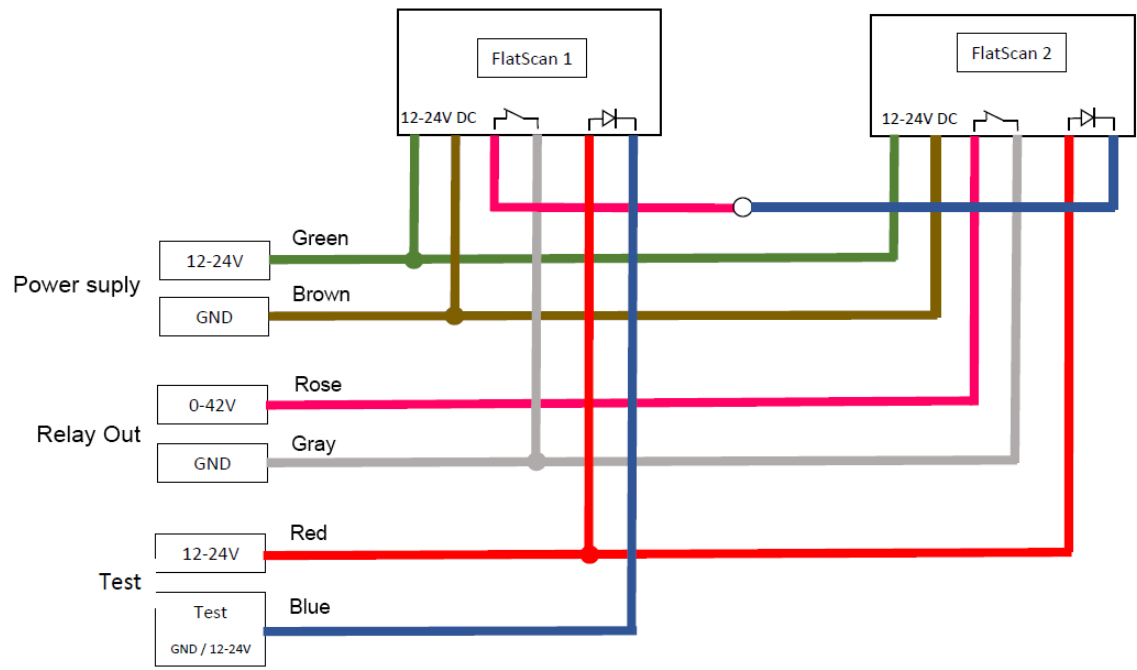 FlatScan 1
FlatScan 2
12-24V DC
12-24V DC
Green
12-24V
Power suply
Brown
GND
Rose
0-42V
Relay Out
Gray
GND
Red
12-24V
Test
Blue
Test
GND / 12-24V